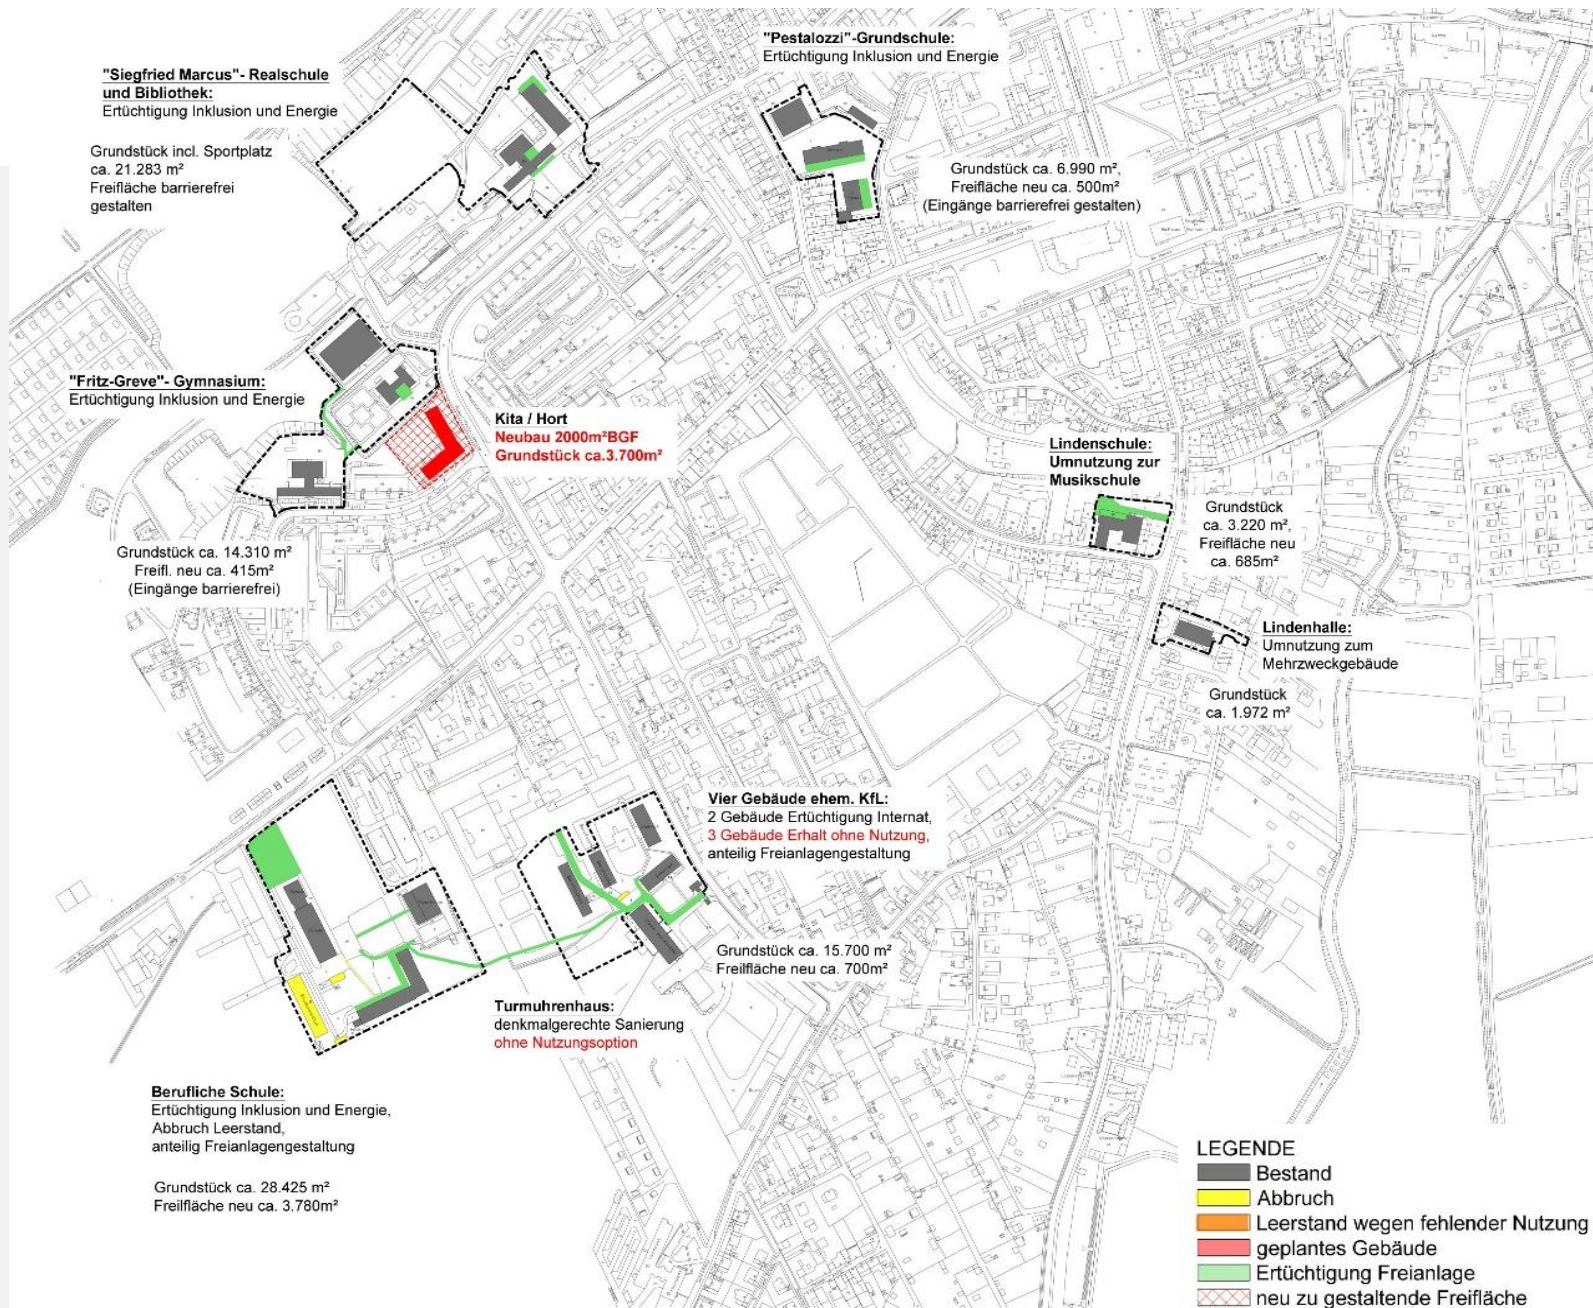 "Pestalozzi"-Grundschule:
Ertüchtigung Inklusion und Energie
"Siegfried Marcus"- Realschule
und Bibliothek:
Ertüchtigung Inklusion und Energie
Grundstück incl. Sportplatz
ca. 21.283 m²
Freifläche barrierefrei
gestalten
Grundstück ca. 6.990 m²,
Freifläche neu ca. 500m²
(Eingänge barrierefrei gestalten)
"Fritz-Greve"- Gymnasium:
Ertüchtigung Inklusion und Energie
Kita / Hort
Neubau 2000m²BGF
Grundstück ca.3.700m²
Lindenschule:
Umnutzung zur
Musikschule
Grundstück
ca. 3.220 m²,
Freifläche neu
ca. 685m²
Grundstück ca. 14.310 m²
Freifl. neu ca. 415m²
(Eingänge barrierefrei)
Lindenhalle:
Umnutzung zum
Mehrzweckgebäude
Grundstück
ca. 1.972 m²
Vier Gebäude ehem. KfL:
2 Gebäude Ertüchtigung Internat,
3 Gebäude Erhalt ohne Nutzung,
anteilig Freianlagengestaltung
Grundstück ca. 15.700 m²
Freilfläche neu ca. 700m²
Turmuhrenhaus:
denkmalgerechte Sanierung
ohne Nutzungsoption
Berufliche Schule:
Ertüchtigung Inklusion und Energie,
Abbruch Leerstand,
anteilig Freianlagengestaltung
Grundstück ca. 28.425 m²
Freilfläche neu ca. 3.780m²
LEGENDE
Bestand
Abbruch
Leerstand wegen fehlender Nutzung
geplantes Gebäude
Ertüchtigung Freianlage
neu zu gestaltende Freifläche